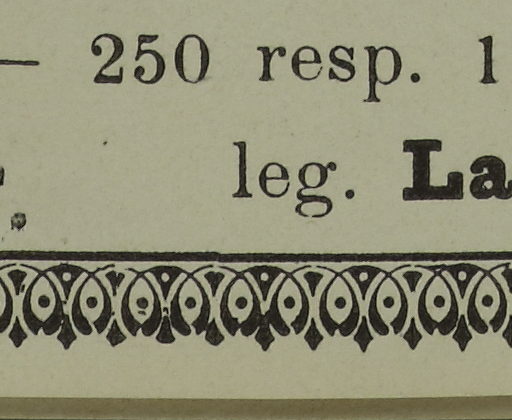 — 250 resp. 1
leg. La